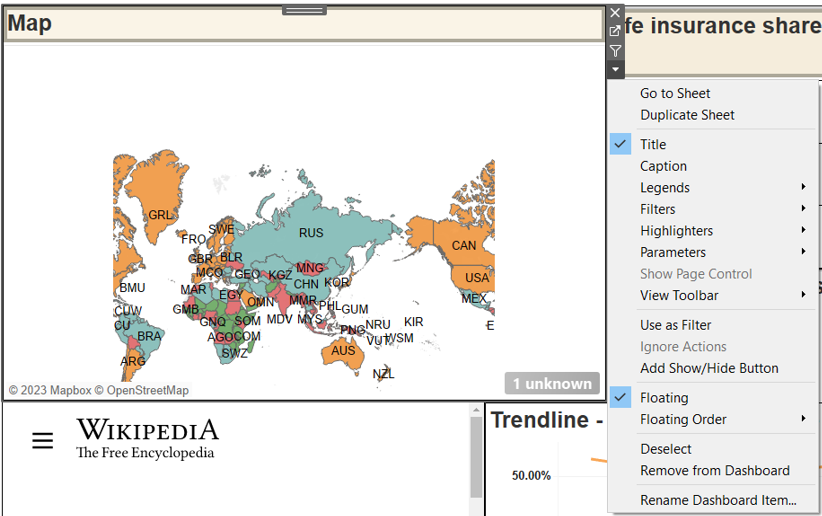 Map
fe insurance share
Go to Sheet
Duplicate Sheet
Title
Caption
Legends
Filters
Highlighters
Parameters
Show Page Control
View Toolbar
Use as Filter
Ignore Actions
Add Show/Hide Button
Floating
Floating Order
Deselect
Remove from Dashboard
Rename Dashboard Item...
GRL
SWE
FRO
RUS
CAN
GBR BLR
MCO
GEO KGZ MNG
USA
BMU
MAR
CHN KOR
EGY
OMN
MMR
MEX
CUW
GMB
PHL GUM
CU
GNQ SOM MDV MYS
NRU KIR
E
BRA
AGO COM
PNG
VUT WSM
SWZ
AUS
ARG
NZL
© 2023 Mapbox © OpenStreetMap
1 unknown
WIKIPEDIA
The Free Encyclopedia
Trendline -
50.00%